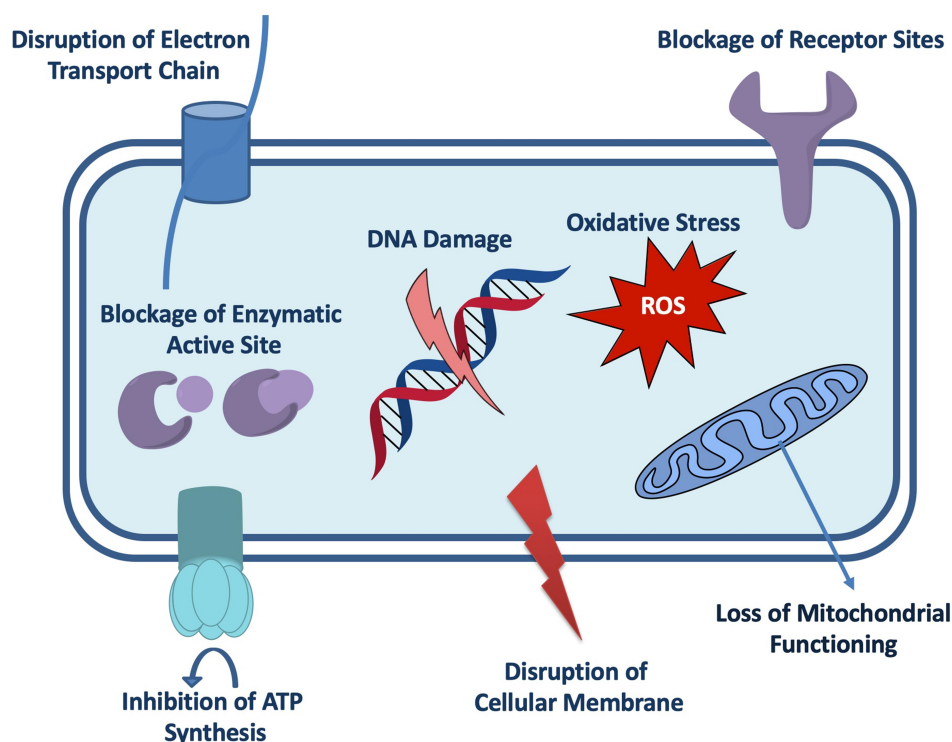 Disruption of Electron
Transport Chain
Blockage of Receptor Sites
DNA Damage
Oxidative Stress
ROS
Blockage of Enzymatic
Active Site
Loss of Mitochondrial
Functioning
Disruption of
Cellular Membrane
Inhibition of ATP
Synthesis